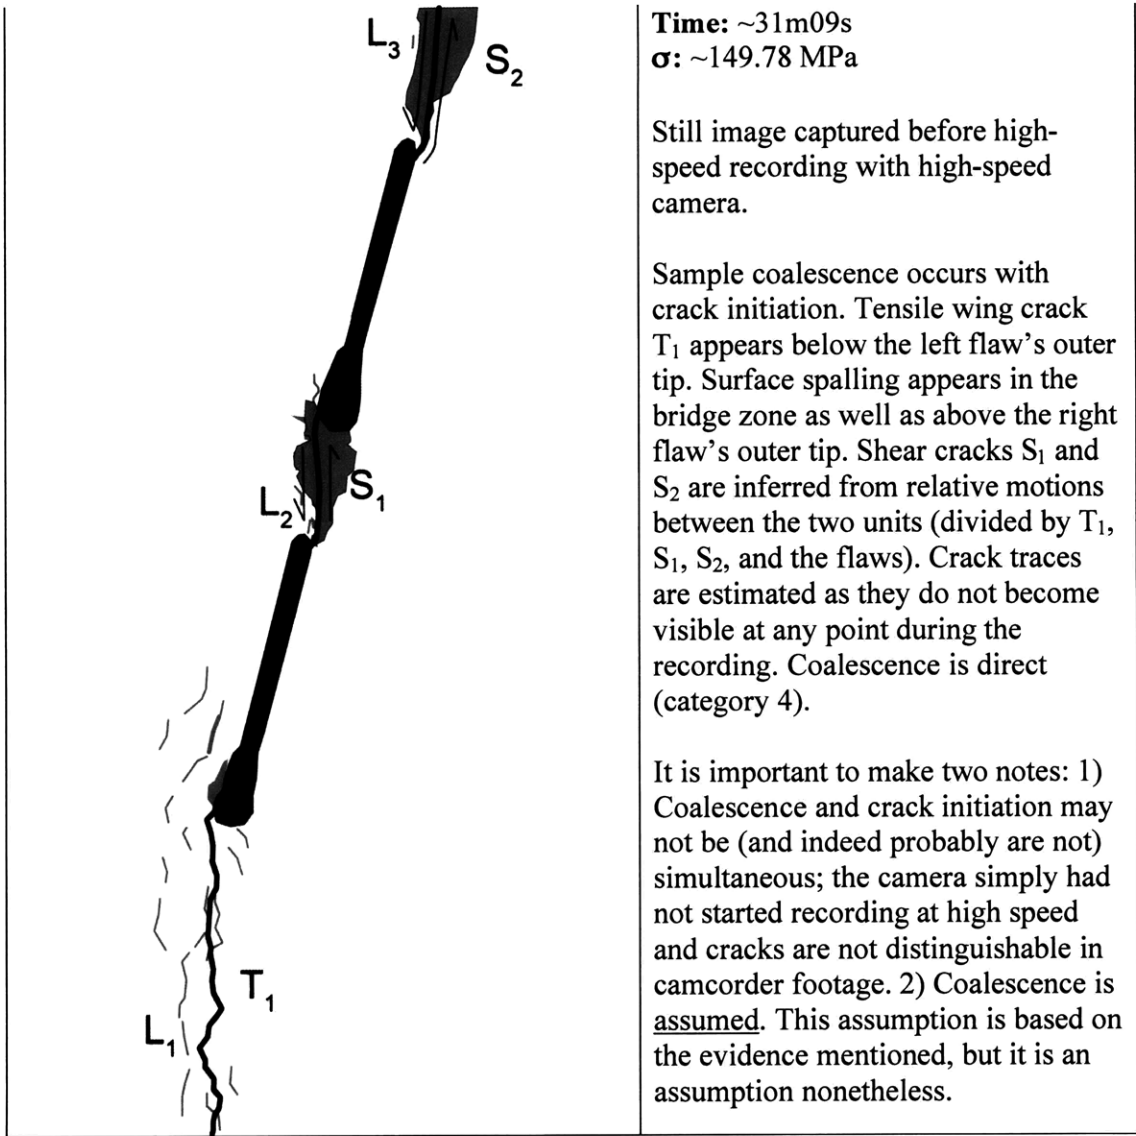 L3
S2
S1
L2
T1
L1
Time: ~31m09s
σ: ~149.78 MPa
Still image captured before high-
speed recording with high-speed
camera.
Sample coalescence occurs with
crack initiation. Tensile wing crack
T1 appears below the left flaw's outer
tip. Surface spalling appears in the
bridge zone as well as above the right
flaw's outer tip. Shear cracks S1 and
S2 are inferred from relative motions
between the two units (divided by T1,
S1, S2, and the flaws). Crack traces
are estimated as they do not become
visible at any point during the
recording. Coalescence is direct
(category 4).
It is important to make two notes: 1)
Coalescence and crack initiation may
not be (and indeed probably are not)
simultaneous; the camera simply had
not started recording at high speed
and cracks are not distinguishable in
camcorder footage. 2) Coalescence is
assumed. This assumption is based on
the evidence mentioned, but it is an
assumption nonetheless.